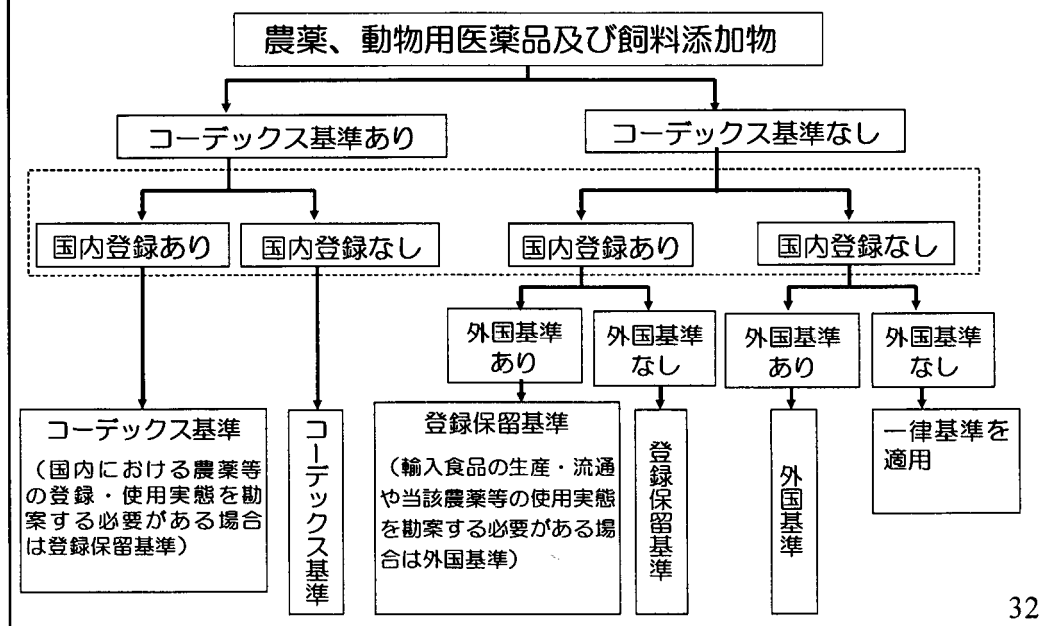 農薬、動物用医薬品及び飼料添加物
コーデックス基準あり
コーデックス基準なし
国内登録あり
国内登録なし
国内登録あり
国内登録なし
外国基準
あり
外国基準
なし
外国基準
あり
外国基準
なし
コーデックス基準
（国内における農薬等
の登録・使用実態を勘
案する必要がある場合
は登録保留基準）
コーデックス基準
登録保留基準
（輸入食品の生産・流通
や当該農薬等の使用実態
を勘案する必要がある場
合は外国基準）
登録保留基準
外国基準
一律基準を
適用
32